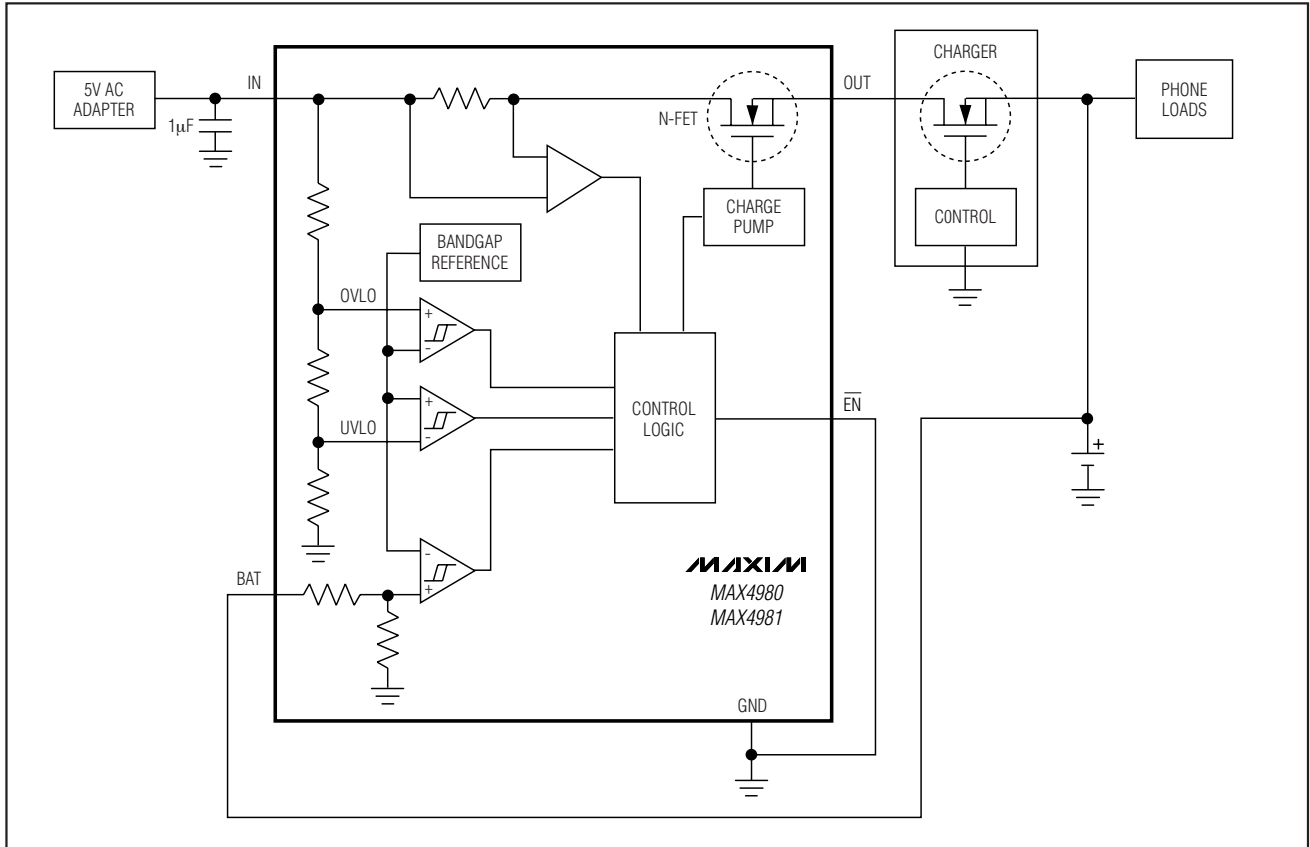 5V AC
ADAPTER
1µF
IN
N-FET
OUT
CHARGER
CONTROL
PHONE
LOADS
CHARGE
PUMP
BANDGAP
REFERENCE
OVLO
+
-
UVLO
+
-
CONTROL
LOGIC
EN
+
BAT
-
+
MAXIM
MAX4980
MAX4981
GND